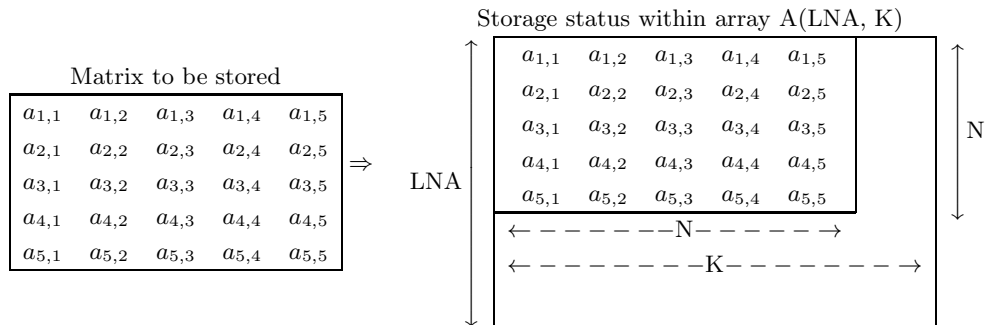 Storage status within array A(LNA, K)
Matrix to be stored
a1,1 a1,2 a1,3 a1,4 a1,5
a2,1 a2,2 a2,3 a2,4 a2,5
a3,1 a3,2 a3,3 a3,4 a3,5
a4,1 a4,2 a4,3 a4,4 a4,5
a5,1 a5,2 a5,3 a5,4 a5,5
⇒
LNA
a1,1 a1,2 a1,3 a1,4 a1,5
a2,1 a2,2 a2,3 a2,4 a2,5
a3,1 a3,2 a3,3 a3,4 a3,5
a4,1 a4,2 a4,3 a4,4 a4,5
a5,1 a5,2 a5,3 a5,4 a5,5
N
N
K